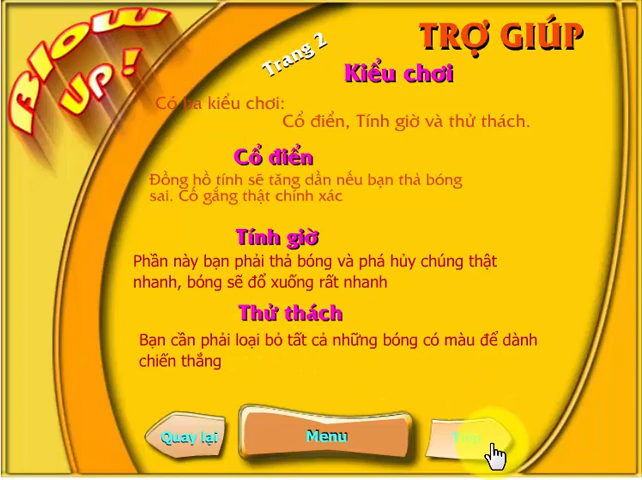 Blow
Up!
TRỢ GIÚP
Trang 2
Kiểu chơi
Có ba kiểu chơi:
Cổ điển, Tính giờ và thử thách.
Cổ điển
Đồng hồ tính sẽ tăng dần nếu bạn thả bóng
sai. Cố gắng thật chính xác
Tính giờ
Phần này bạn phải thả bóng và phá hủy chúng thật
nhanh, bóng sẽ đổ xuống rất nhanh
Thử thách
Bạn cần phải loại bỏ tất cả những bóng có màu để dành
chiến thắng
Quay lại
Menu